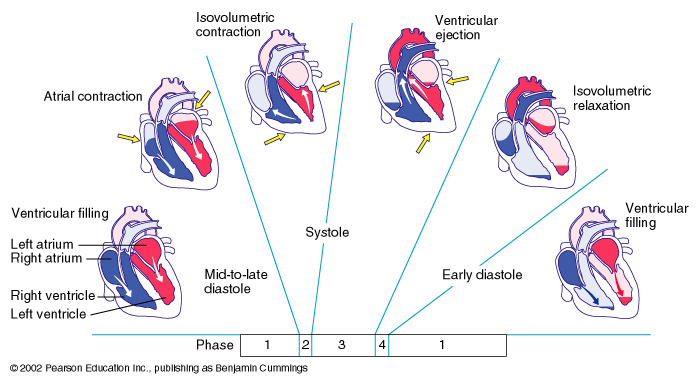 Isovolumetric
contraction
Ventricular
ejection
Atrial contraction
Isovolumetric
relaxation
Ventricular filling
Left atrium
Right atrium
Right ventricle
Left ventricle
Mid-to-late
diastole
Systole
Early diastole
Ventricular
filling
Phase 1 2 3 4 1
© 2002 Pearson Education Inc., publishing as Benjamin Cummings